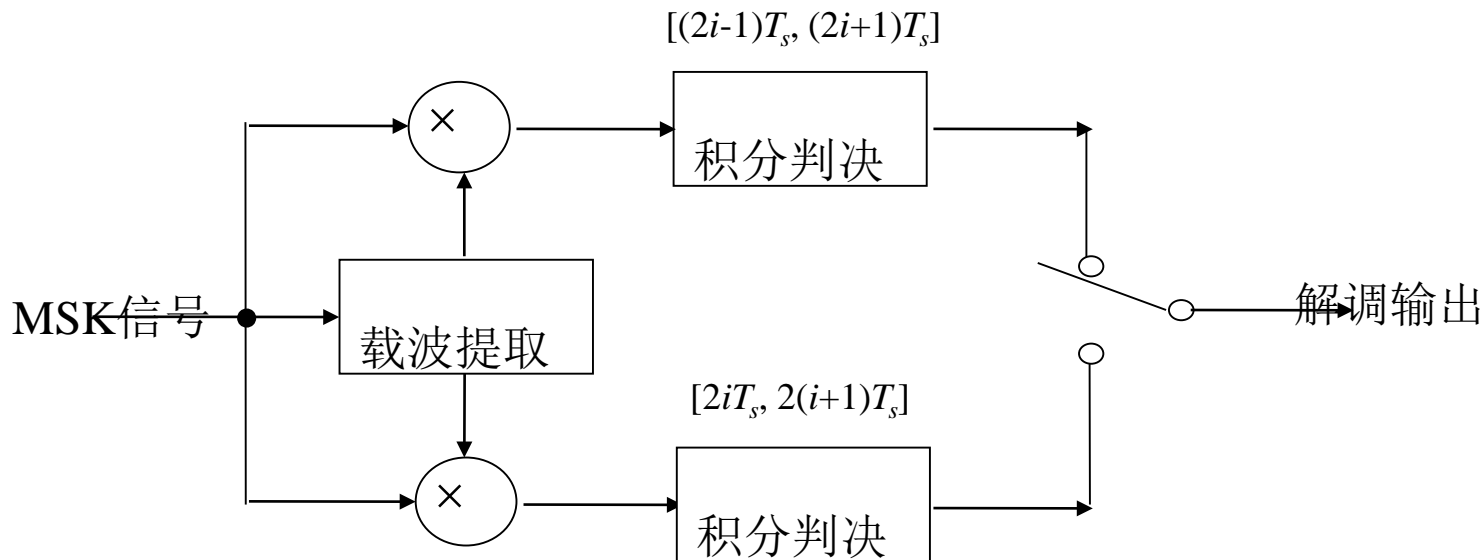 [(2i-1)Ts, (2i+1)Ts]
×
积分判决
MSK信号
载波提取
解调输出
[2iTs, 2(i+1)Ts]
×
积分判决